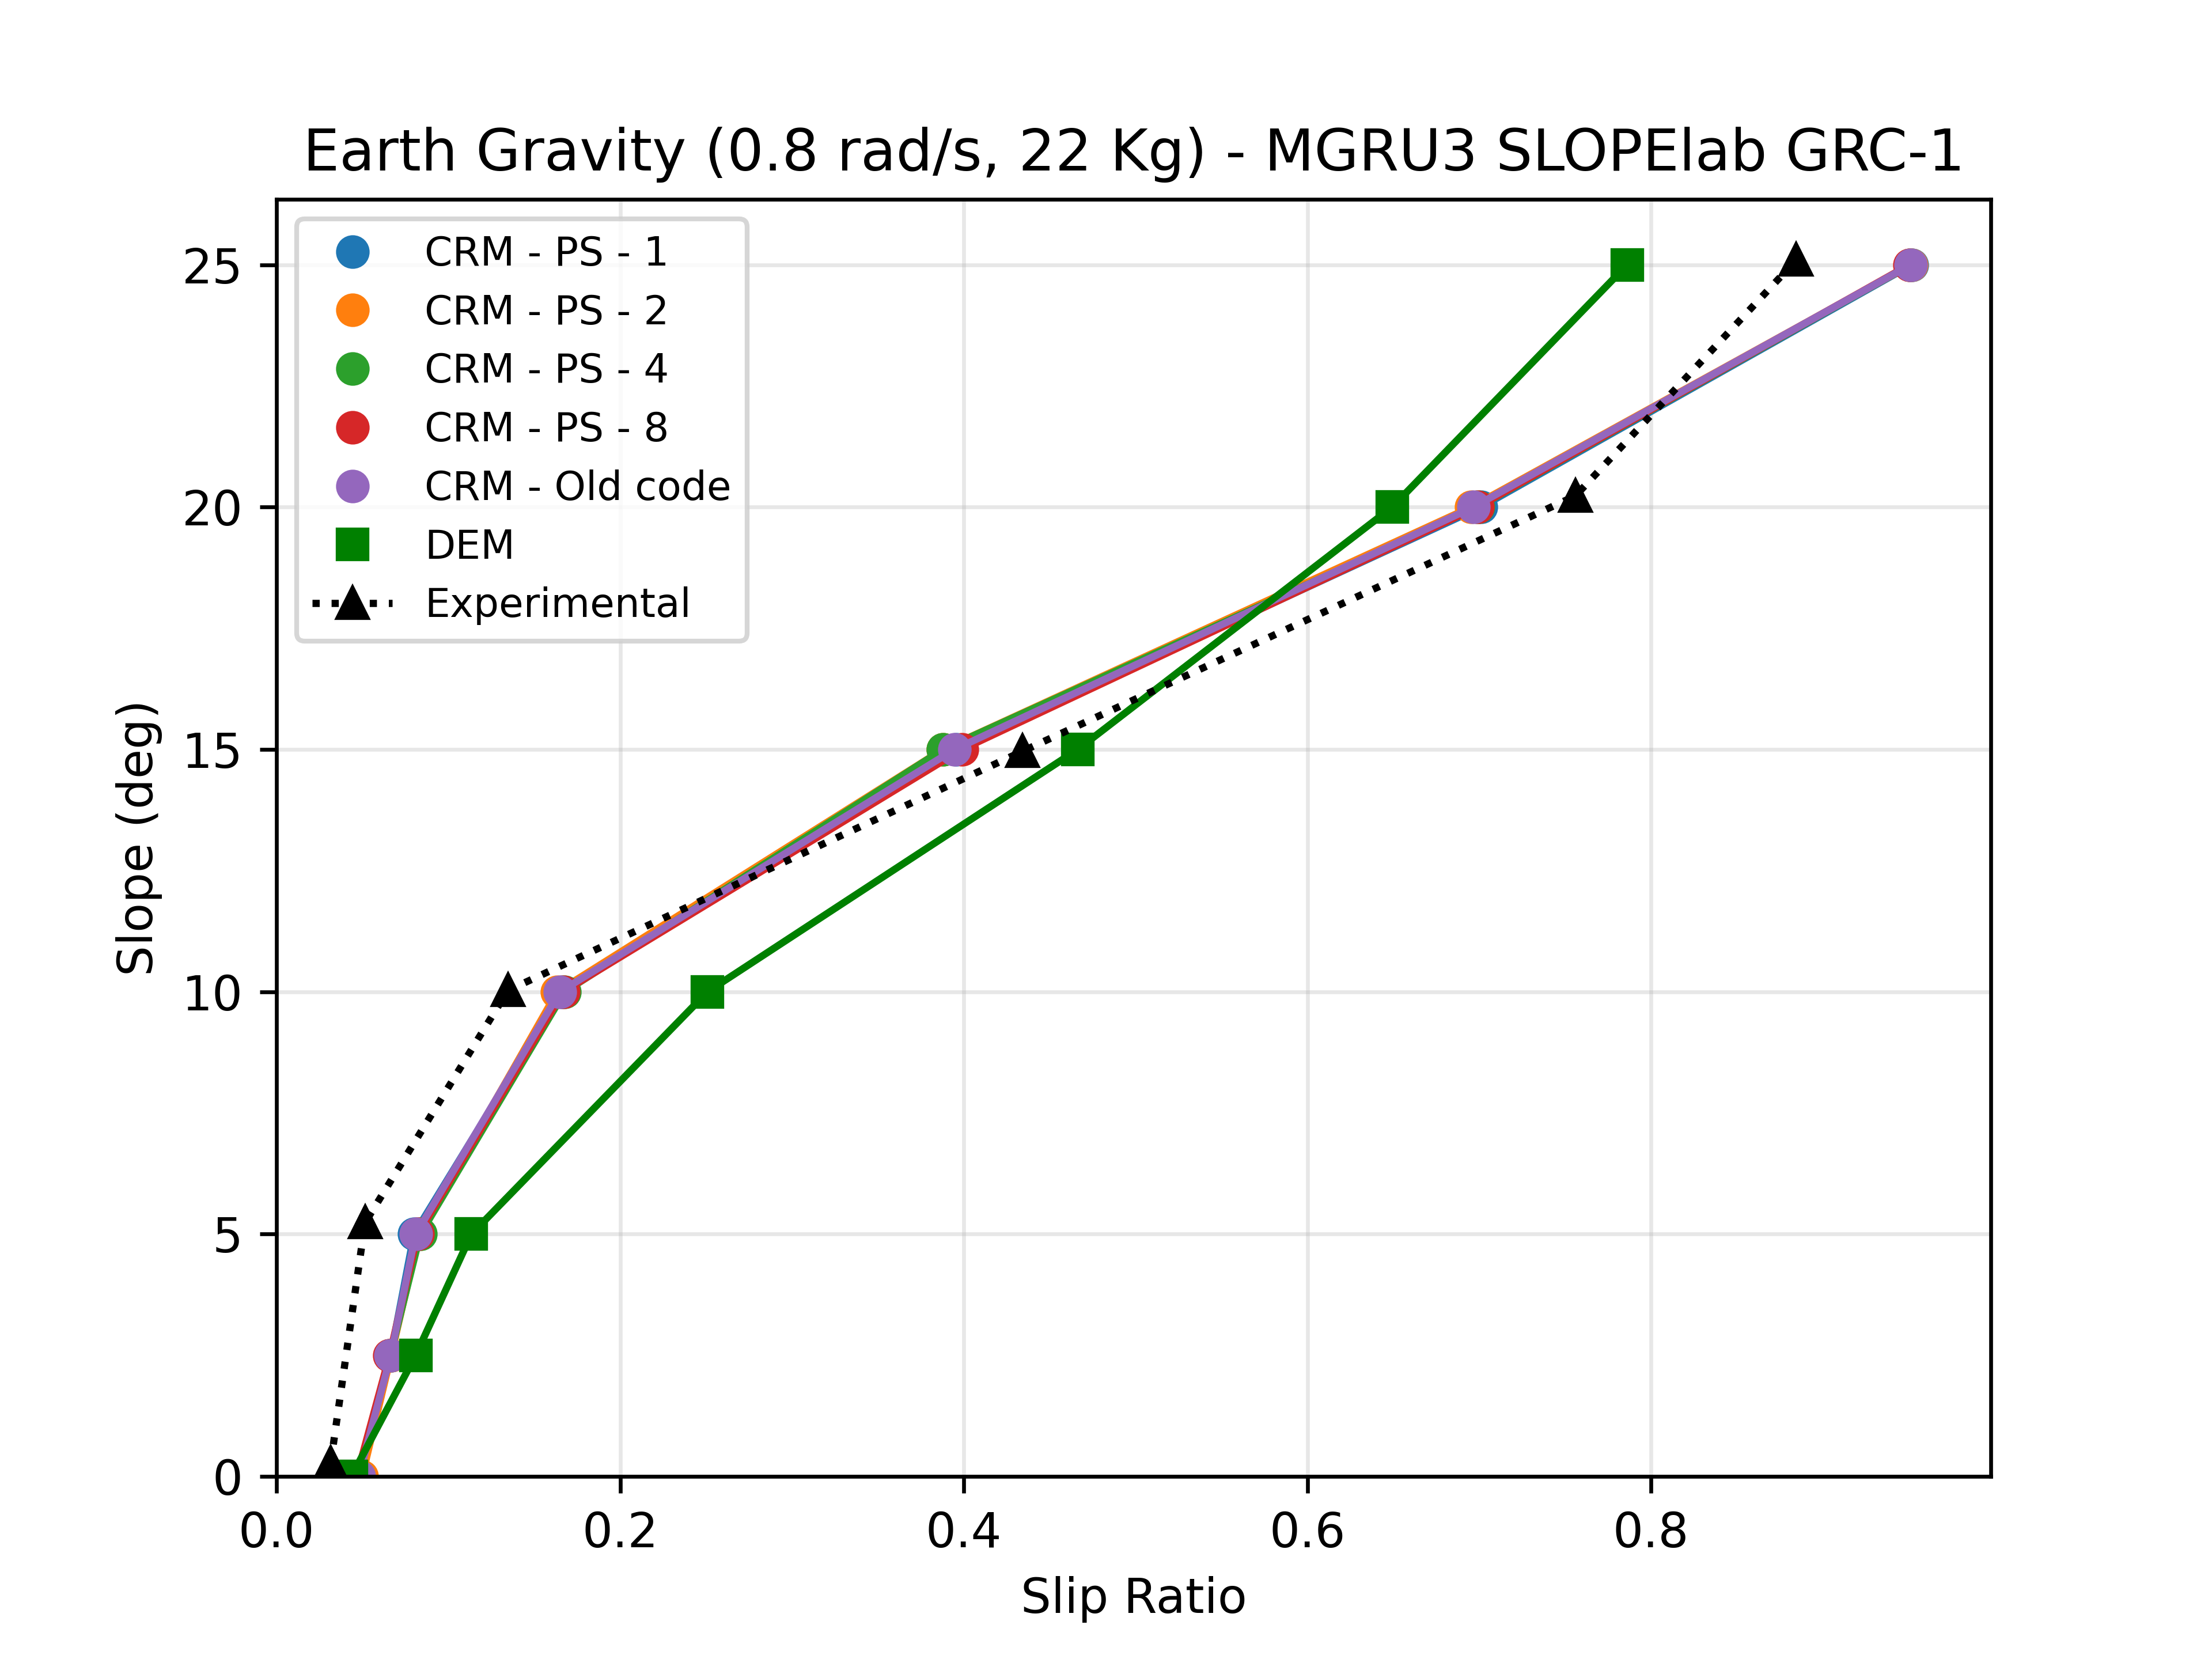 Earth Gravity (0.8 rad/s, 22 Kg) - MGRU3 SLOPElab GRC-1
CRM - PS - 1
CRM - PS - 2
CRM - PS - 4
CRM - PS - 8
CRM - Old code
DEM
Experimental
Slope (deg)
25
20
15
10
5
0
0.0
0.2
0.4
0.6
0.8
Slip Ratio